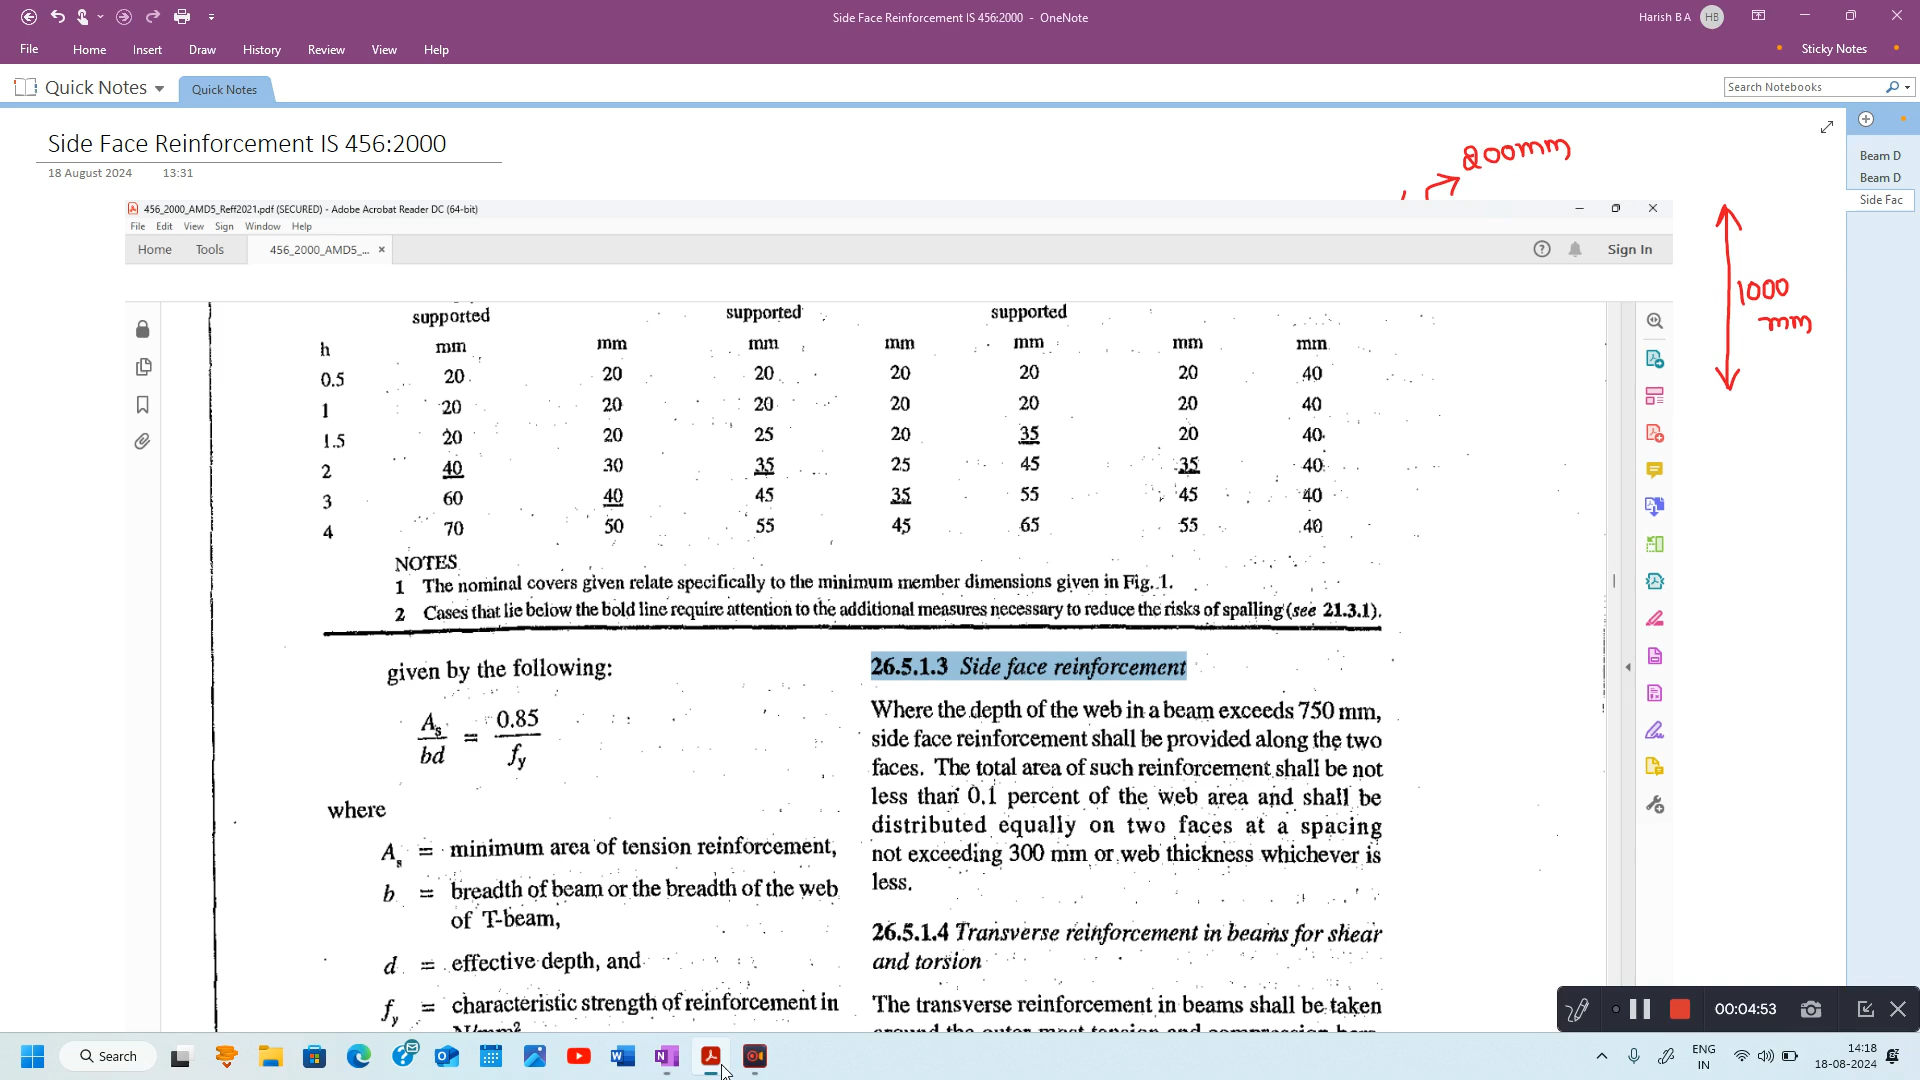 Side Face Reinforcement IS 456:2000 - OneNote
Harish B A HB
File Home Insert Draw History Review View Help
Sticky Notes
Quick Notes Quick Notes
Search Notebooks
Side Face Reinforcement IS 456:2000
18 August 2024 13:31
200mm
Beam D
Beam D
Side Fac
1000
mm
456_2000_AMD5_Reff2021.pdf (SECURED) - Adobe Acrobat Reader DC (64-bit)
File Edit View Sign Window Help
Home Tools 456_2000_AMD5_... × Sign In
supported supported supported
h mm mm mm mm mm mm mm
0.5 20 20 20 20 20 20 40
1 20 20 20 20 20 20 40
1.5 20 20 25 20 35 20 40
2 40 30 35 25 45 35 40
3 60 40 45 35 55 45 40
4 70 50 55 45 65 55 40
NOTES
1 The nominal covers given relate specifically to the minimum member dimensions given in Fig. 1.
2 Cases that lie below the bold line require attention to the additional measures necessary to reduce the risks of spalling (see 21.3.1).
given by the following:
As/bd = 0.85/fy
where
As = minimum area of tension reinforcement,
b = breadth of beam or the breadth of the web
of T-beam,
d = effective depth, and
fy = characteristic strength of reinforcement in
N/mm²
26.5.1.3 Side face reinforcement
Where the depth of the web in a beam exceeds 750 mm,
side face reinforcement shall be provided along the two
faces. The total area of such reinforcement shall be not
less than 0.1 percent of the web area and shall be
distributed equally on two faces at a spacing
not exceeding 300 mm or web thickness whichever is
less.
26.5.1.4 Transverse reinforcement in beams for shear
and torsion
The transverse reinforcement in beams shall be taken
00:04:53
Search
ENG
IN
14:18
18-08-2024